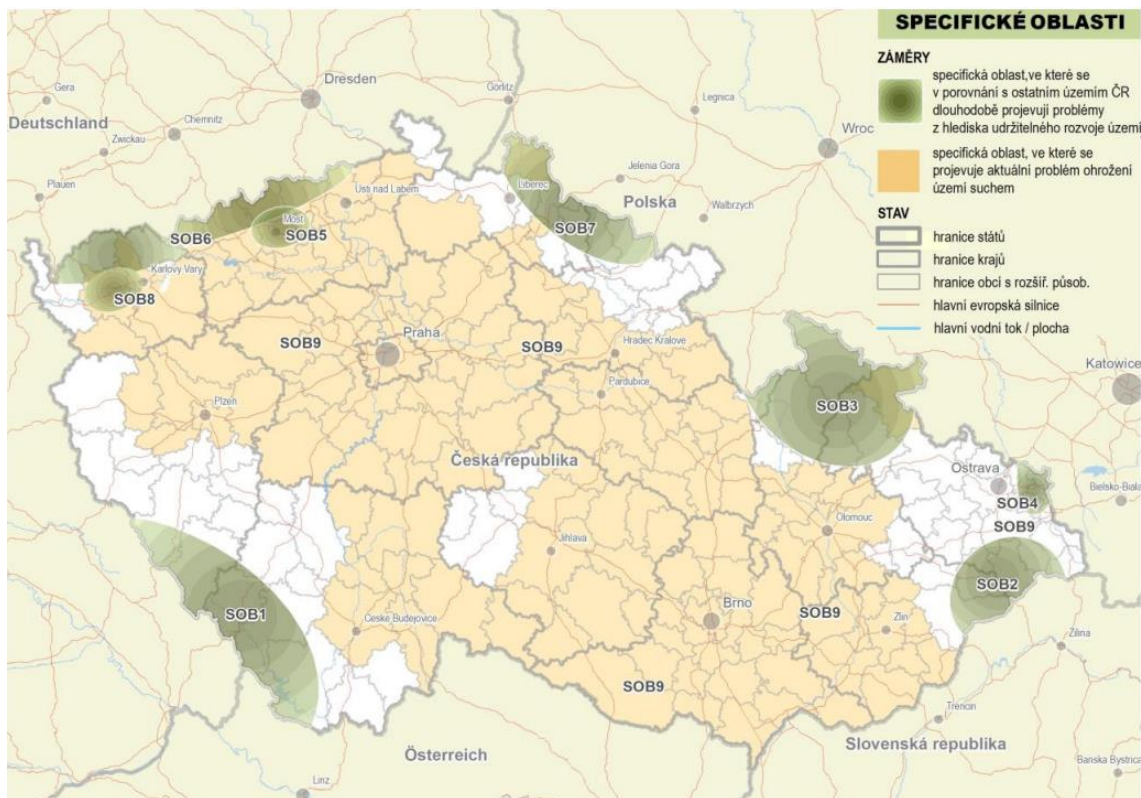 SPECIFICKÉ OBLASTI
ZÁMĚRY
specifická oblast,ve které se
v porovnání s ostatním územím ČR
dlouhodobě projevují problémy
z hlediska udržitelného rozvoje území
specifická oblast, ve které se
projevuje aktuální problém ohrožení
území suchem
STAV
hranice států
hranice krajů
hranice obcí s rozšíř. působ.
hlavní evropská silnice
hlavní vodní tok / plocha
Dresden
Görlitz
Gera
Chemnitz
Legnica
Deutschland
Zwickau
Wroc
Plauen
Jelenia Gora
Ústí nad Labem
Liberec
Polska
Walbrzych
Most
SOB5
SOB6
SOB7
Karlovy Vary
SOB8
Praha
SOB9
SOB9
Hradec Kralove
Katowice
Pardubice
Plzen
SOB3
Česká republika
Ostrava
Bielsko-Biala
SOB4
SOB9
Olomouc
Jihlava
SOB2
SOB1
Ceske Budejovice
Brno
SOB9
Zlin
Zilina
SOB9
Trencin
Österreich
Slovenská republika
Banska Bystrica
Linz